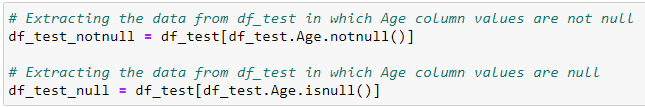 # Extracting the data from df_test in which Age column values are not null
df_test_notnull = df_test[df_test.Age.notnull()]
# Extracting the data from df_test in which Age column values are null
df_test_null = df_test[df_test.Age.isnull()]